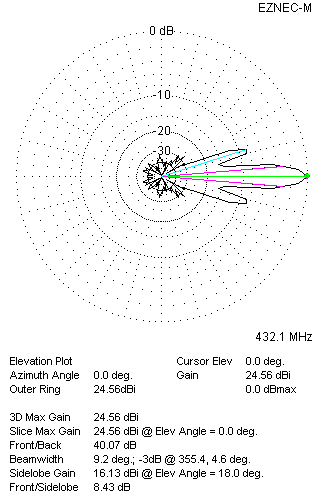 EZNEC-M
0 dB
10
20
30
432.1 MHz
Elevation Plot Cursor Elev 0.0 deg.
Azimuth Angle 0.0 deg. Gain 24.56 dBi
Outer Ring 24.56dBi 0.0 dBmax
3D Max Gain 24.56 dBi
Slice Max Gain 24.56 dBi @ Elev Angle = 0.0 deg.
Front/Back 40.07 dB
Beamwidth 9.2 deg.; -3dB @ 355.4, 4.6 deg.
Sidelobe Gain 16.13 dBi @ Elev Angle = 18.0 deg.
Front/Sidelobe 8.43 dB